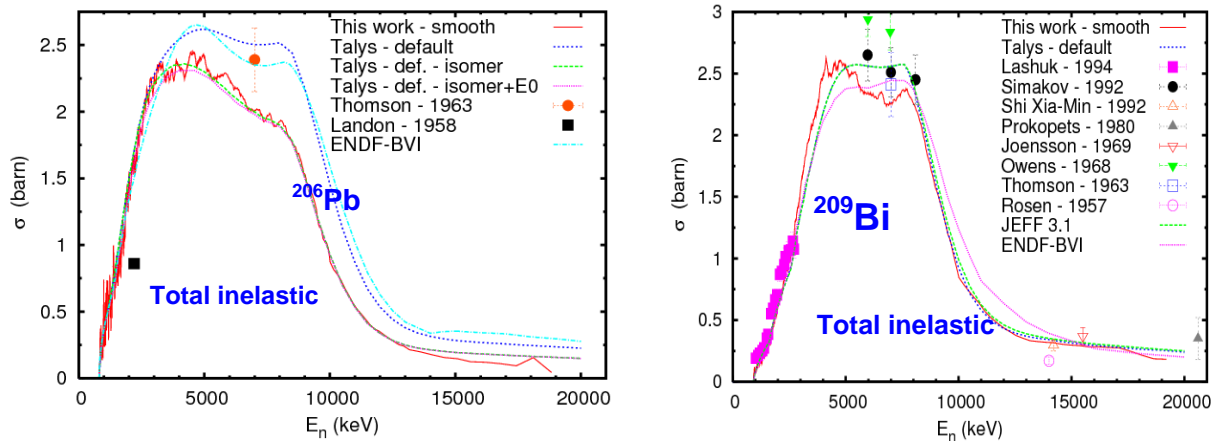 This work - smooth
Talys - default
Talys - def. - isomer
Talys - def. - isomer+E0
Thomson - 1963
Landon - 1958
ENDF-BVI
2.5
2
1.5
1
0.5
0
σ (barn)
206Pb
Total inelastic
0 5000 10000 15000 20000
En (keV)
This work - smooth
Talys - default
Lashuk - 1994
Simakov - 1992
Shi Xia-Min - 1992
Prokopets - 1980
Joensson - 1969
Owens - 1968
Thomson - 1963
Rosen - 1957
JEFF 3.1
ENDF-BVI
3
2.5
2
1.5
1
0.5
0
σ (barn)
209Bi
Total inelastic
0 5000 10000 15000 20000
En (keV)